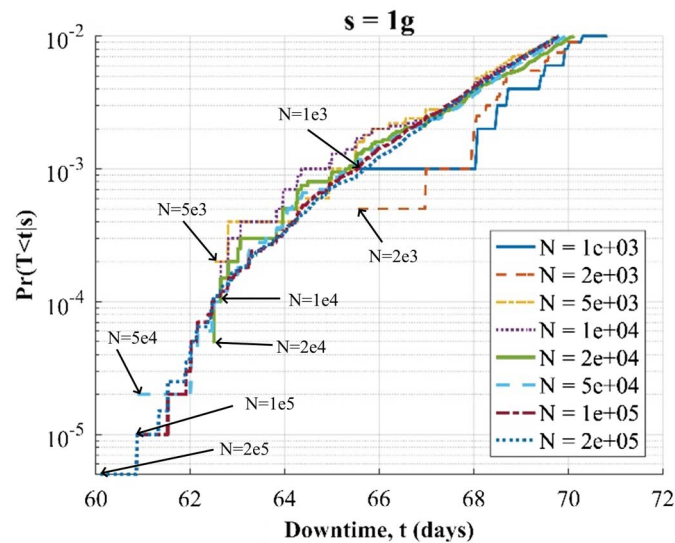 s = 1g
10^-2
10^-3
10^-4
10^-5
Pr(T<t|s)
N=1e3
N=5e3
N=2e3
N=1e4
N=2e4
N=5e4
N=1e5
N=2e5
N = 1c+03
N = 2e+03
N = 5e+03
N = 1e+04
N = 2e+04
N = 5c+04
N = 1e+05
N = 2e+05
60 62 64 66 68 70 72
Downtime, t (days)